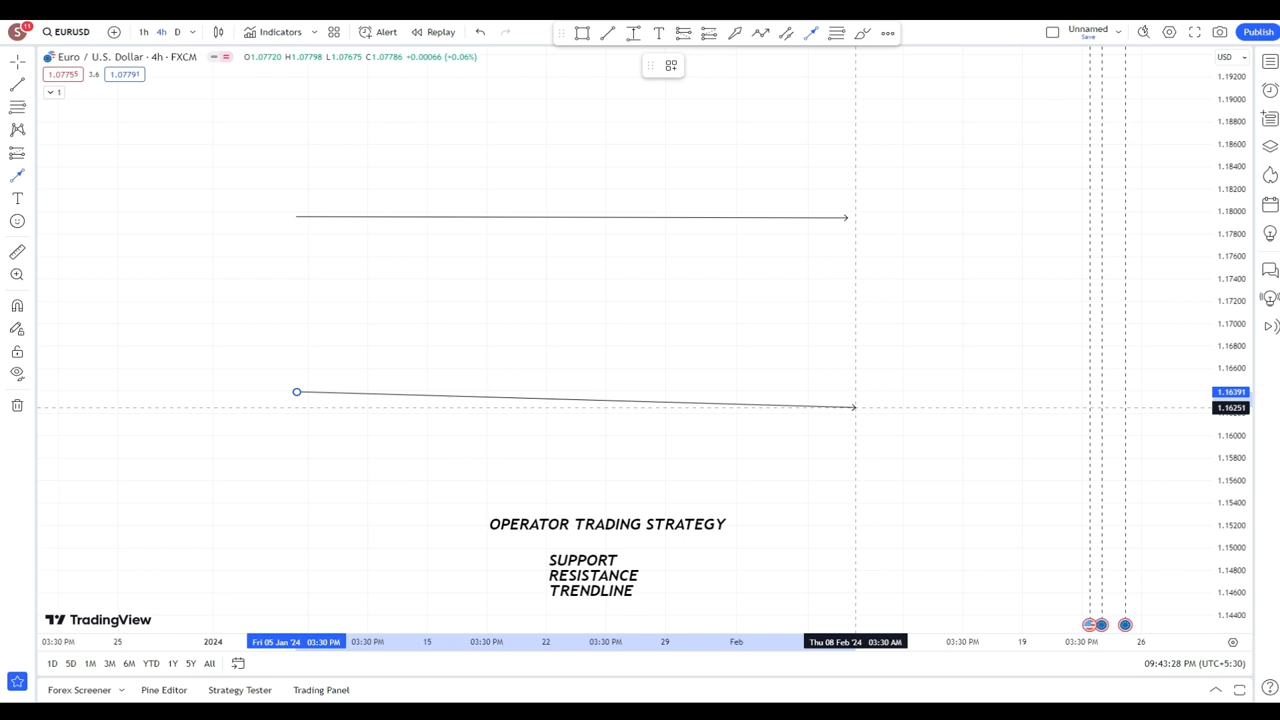 S 11 EURUSD 1h 4h D Indicators Alert Replay Unnamed Save Publish
Euro / U.S. Dollar · 4h · FXCM O1.07720 H1.07798 L1.07675 C1.07786 +0.00066 (+0.06%) USD
1.07755 3.6 1.07791
1
1.19200
1.19000
1.18800
1.18600
1.18400
1.18200
1.18000
1.17800
1.17600
1.17400
1.17200
1.17000
1.16800
1.16600
1.16391
1.16251
1.16000
1.15800
1.15600
1.15400
1.15200
1.15000
1.14800
1.14600
1.14400
OPERATOR TRADING STRATEGY
SUPPORT
RESISTANCE
TRENDLINE
TradingView
03:30 PM 25 2024 Fri 05 Jan '24 03:30 PM 03:30 PM 15 03:30 PM 22 03:30 PM 29 Feb Thu 08 Feb '24 03:30 AM 03:30 PM 19 03:30 PM 26
1D 5D 1M 3M 6M YTD 1Y 5Y All 09:43:28 PM (UTC+5:30)
Forex Screener Pine Editor Strategy Tester Trading Panel